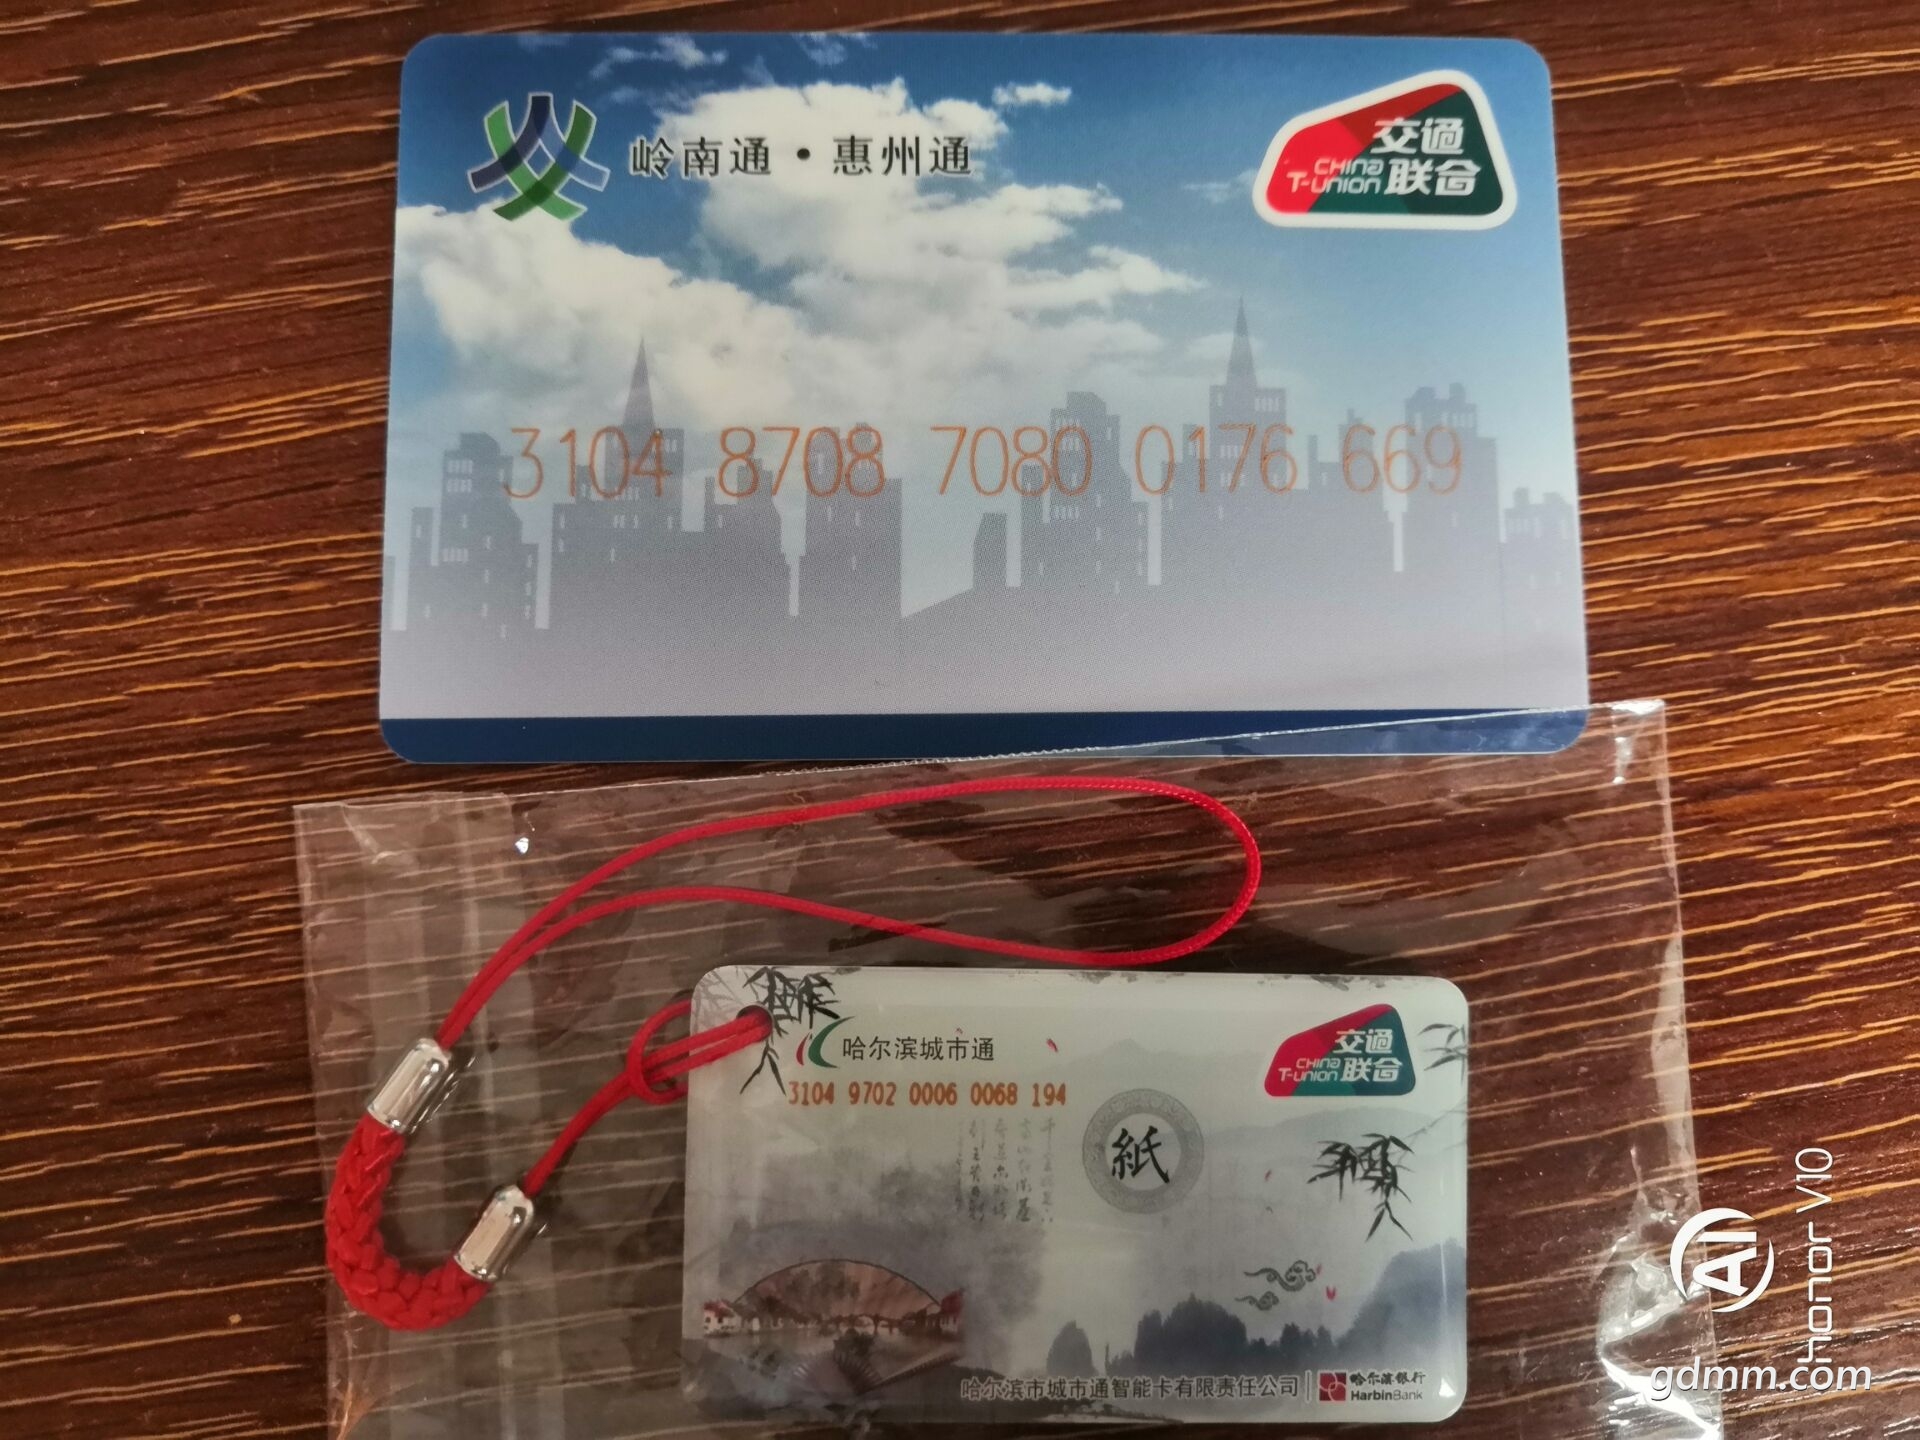 岭南通·惠州通
交通
CHINA
T-UNION 联合
3104 8708 7080 0176 669
哈尔滨城市通
交通
CHINA
T-UNION 联合
3104 9702 0006 0068 194
紙
哈尔滨市城市通智能卡有限责任公司
哈尔滨银行
HarbinBank
AI
honor V10
gdmm.com